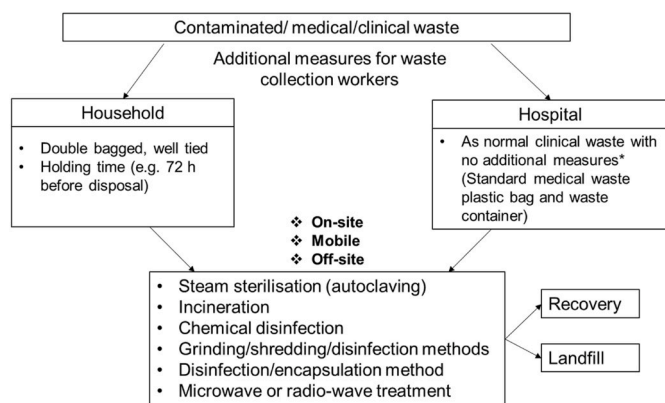 Contaminated/ medical/clinical waste
Additional measures for waste
collection workers
Household
• Double bagged, well tied
• Holding time (e.g. 72 h
before disposal)
Hospital
• As normal clinical waste with
no additional measures*
(Standard medical waste
plastic bag and waste
container)
❖ On-site
❖ Mobile
❖ Off-site
• Steam sterilisation (autoclaving)
• Incineration
• Chemical disinfection
• Grinding/shredding/disinfection methods
• Disinfection/encapsulation method
• Microwave or radio-wave treatment
Recovery
Landfill